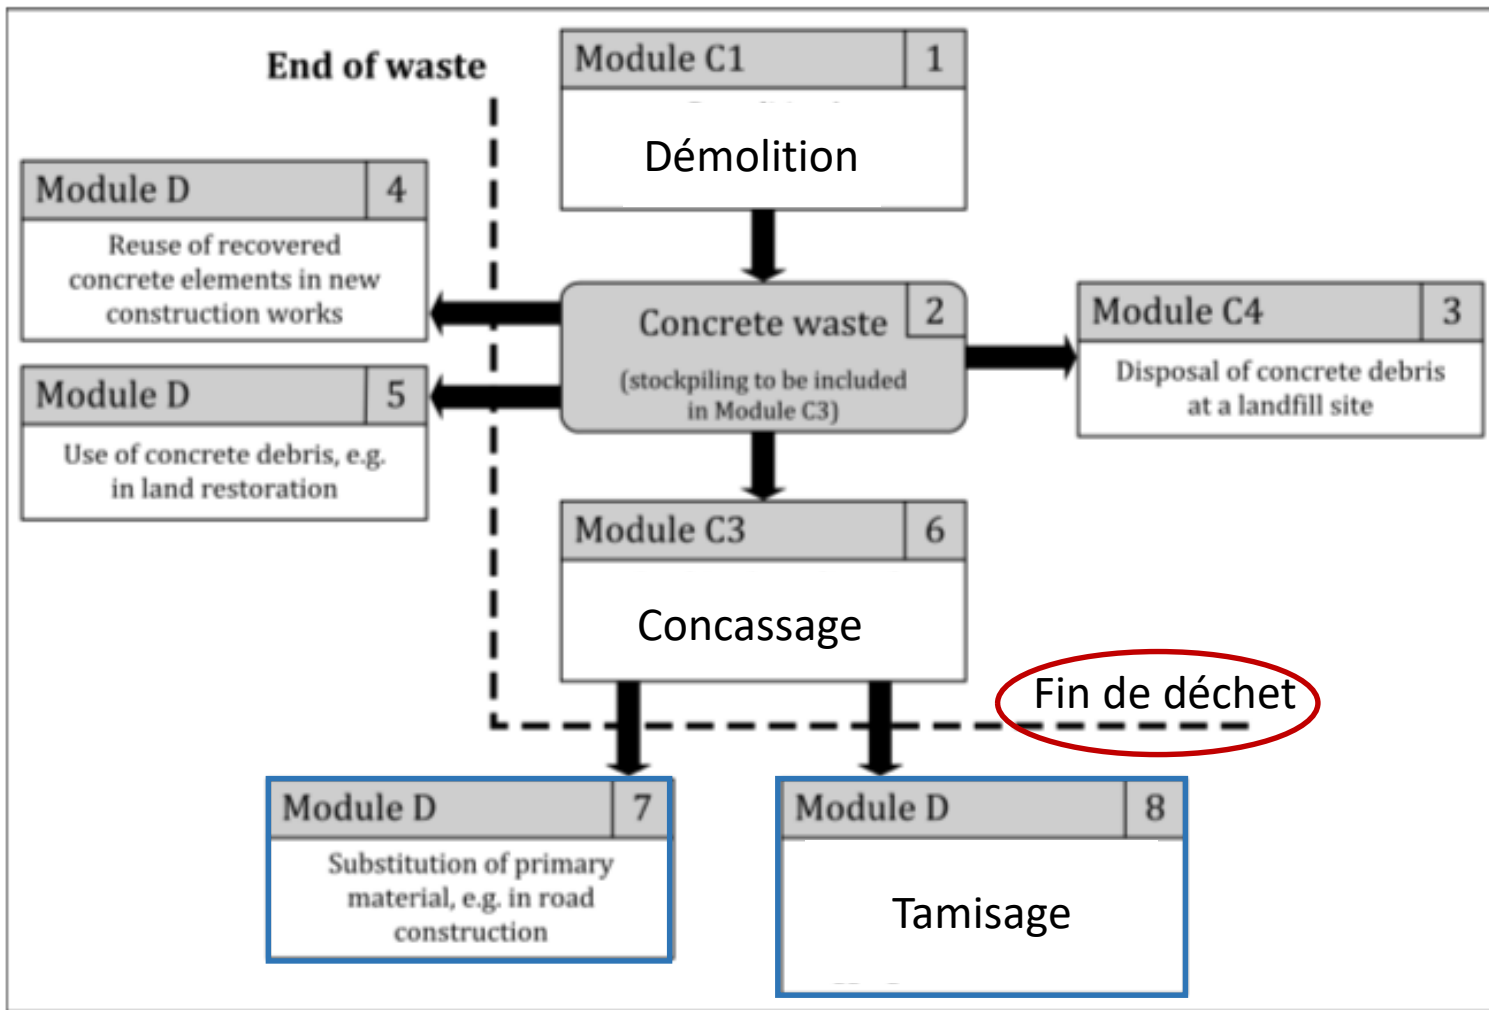 End of waste
Module C1 1
Démolition
Module D 4
Reuse of recovered
concrete elements in new
construction works
Concrete waste 2
(stockpiling to be included
in Module C3)
Module C4 3
Disposal of concrete debris
at a landfill site
Module D 5
Use of concrete debris, e.g.
in land restoration
Module C3 6
Concassage
Fin de déchet
Module D 7
Substitution of primary
material, e.g. in road
construction
Module D 8
Tamisage